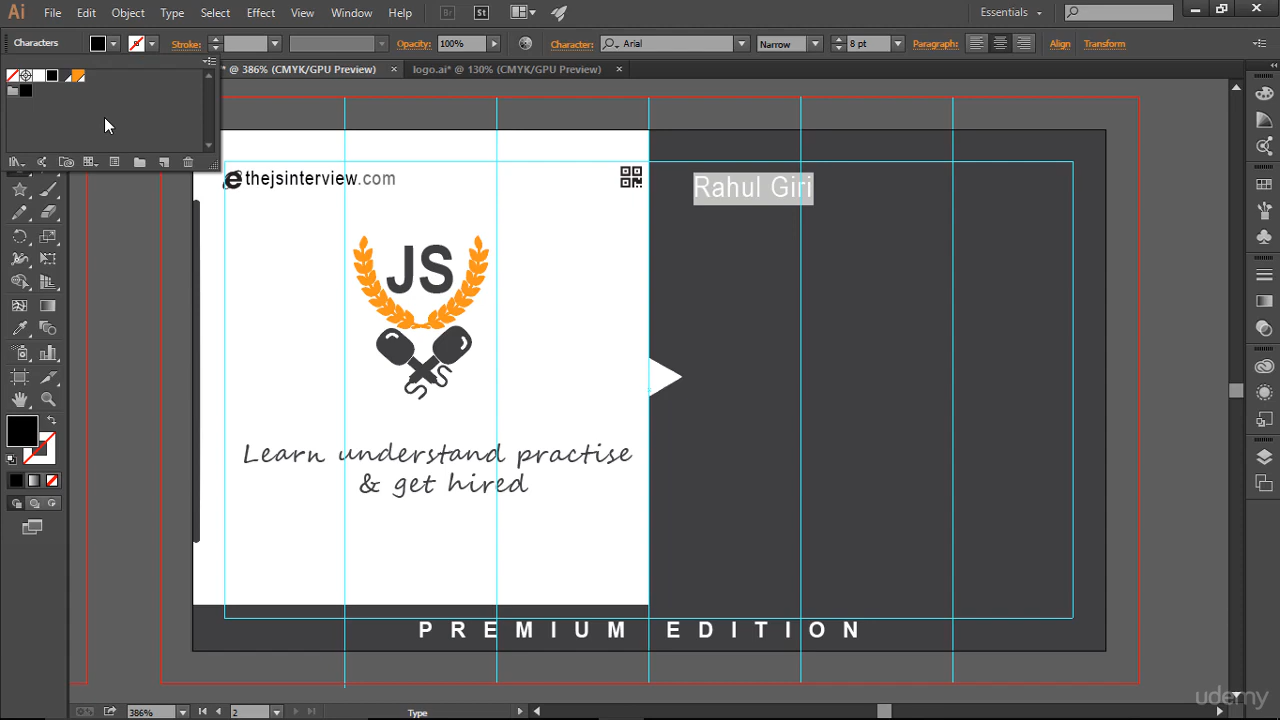 Ai File Edit Object Type Select Effect View Window Help Br St Essentials
Characters Stroke: Opacity: 100% Character: Arial Narrow 8 pt Paragraph: Align Transform
* @ 386% (CMYK/GPU Preview) × logo.ai* @ 130% (CMYK/GPU Preview) ×
thejsinterview.com
Rahul Giri
JS
Learn understand practise
& get hired
PREMIUM EDITION
udemy
386% 2 Type